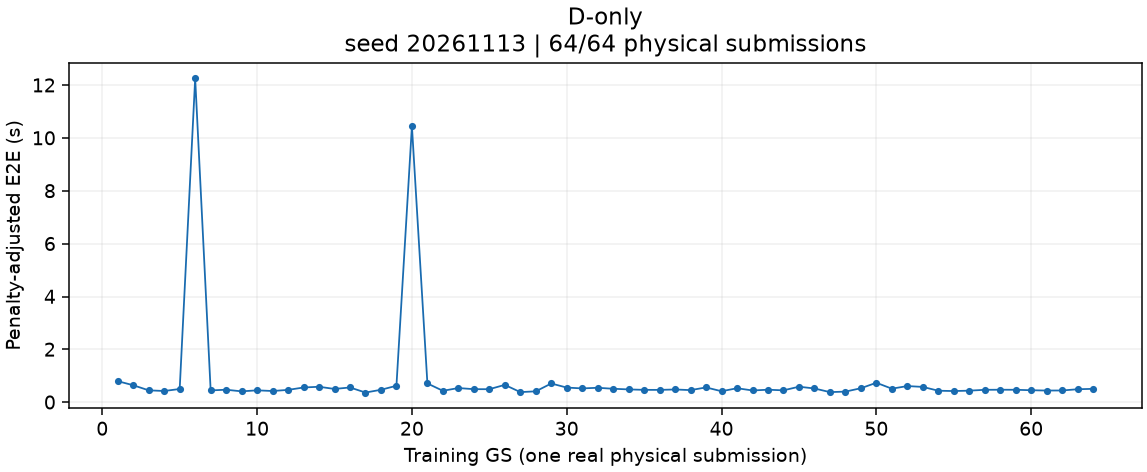 D-only
seed 20261113 | 64/64 physical submissions
Penalty-adjusted E2E (s)
12
10
8
6
4
2
0
0 10 20 30 40 50 60
Training GS (one real physical submission)